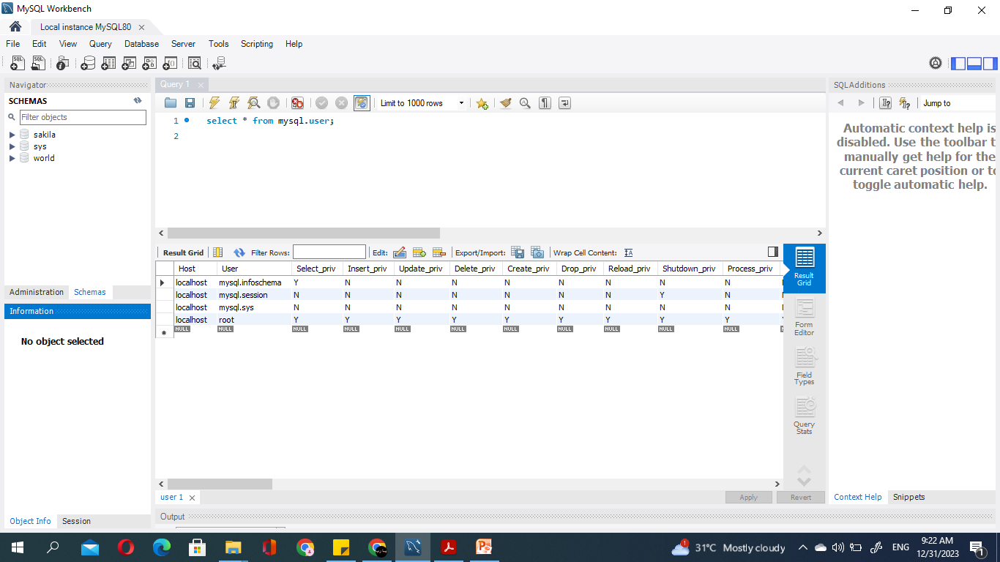 MySQL Workbench
Local instance MySQL80
File Edit View Query Database Server Tools Scripting Help
Navigator
SCHEMAS
Filter objects
sakila
sys
world
Administration Schemas
Information
No object selected
Object Info Session
Query 1
Limit to 1000 rows
1 select * from mysql.user;
2
Result Grid Filter Rows: Edit: Export/Import: Wrap Cell Content:
Host User Select_priv Insert_priv Update_priv Delete_priv Create_priv Drop_priv Reload_priv Shutdown_priv Process_priv
localhost mysql.infoschema Y N N N N N N N N
localhost mysql.session N N N N N N N Y N
localhost mysql.sys N N N N N N N N N
localhost root Y Y Y Y Y Y Y Y Y
NULL NULL NULL NULL NULL NULL NULL NULL NULL NULL NULL
Result
Grid
Form
Editor
Field
Types
Query
Stats
user 1 Apply Revert
Output
SQLAdditions
Jump to
Automatic context help is
disabled. Use the toolbar t
manually get help for the
current caret position or to
toggle automatic help.
Context Help Snippets
1 31°C Mostly cloudy ENG 9:22 AM
12/31/2023 1